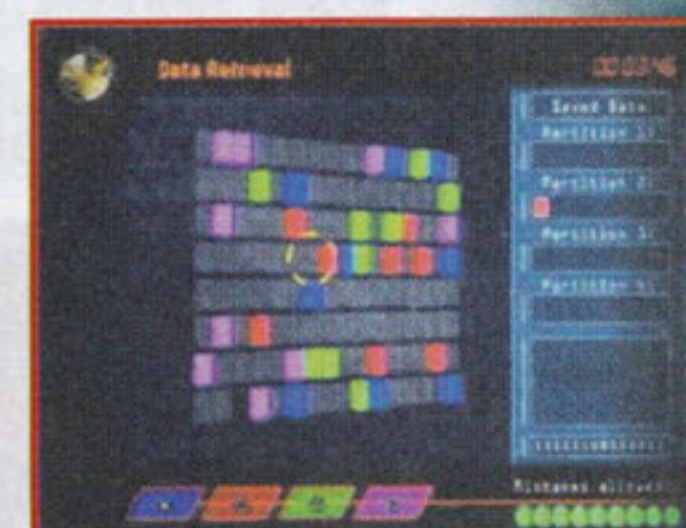 Data Retrieval
Saved Data
Partition 1:
Partition 2:
Partition 3:
Partition 4:
Mistakes allowed: